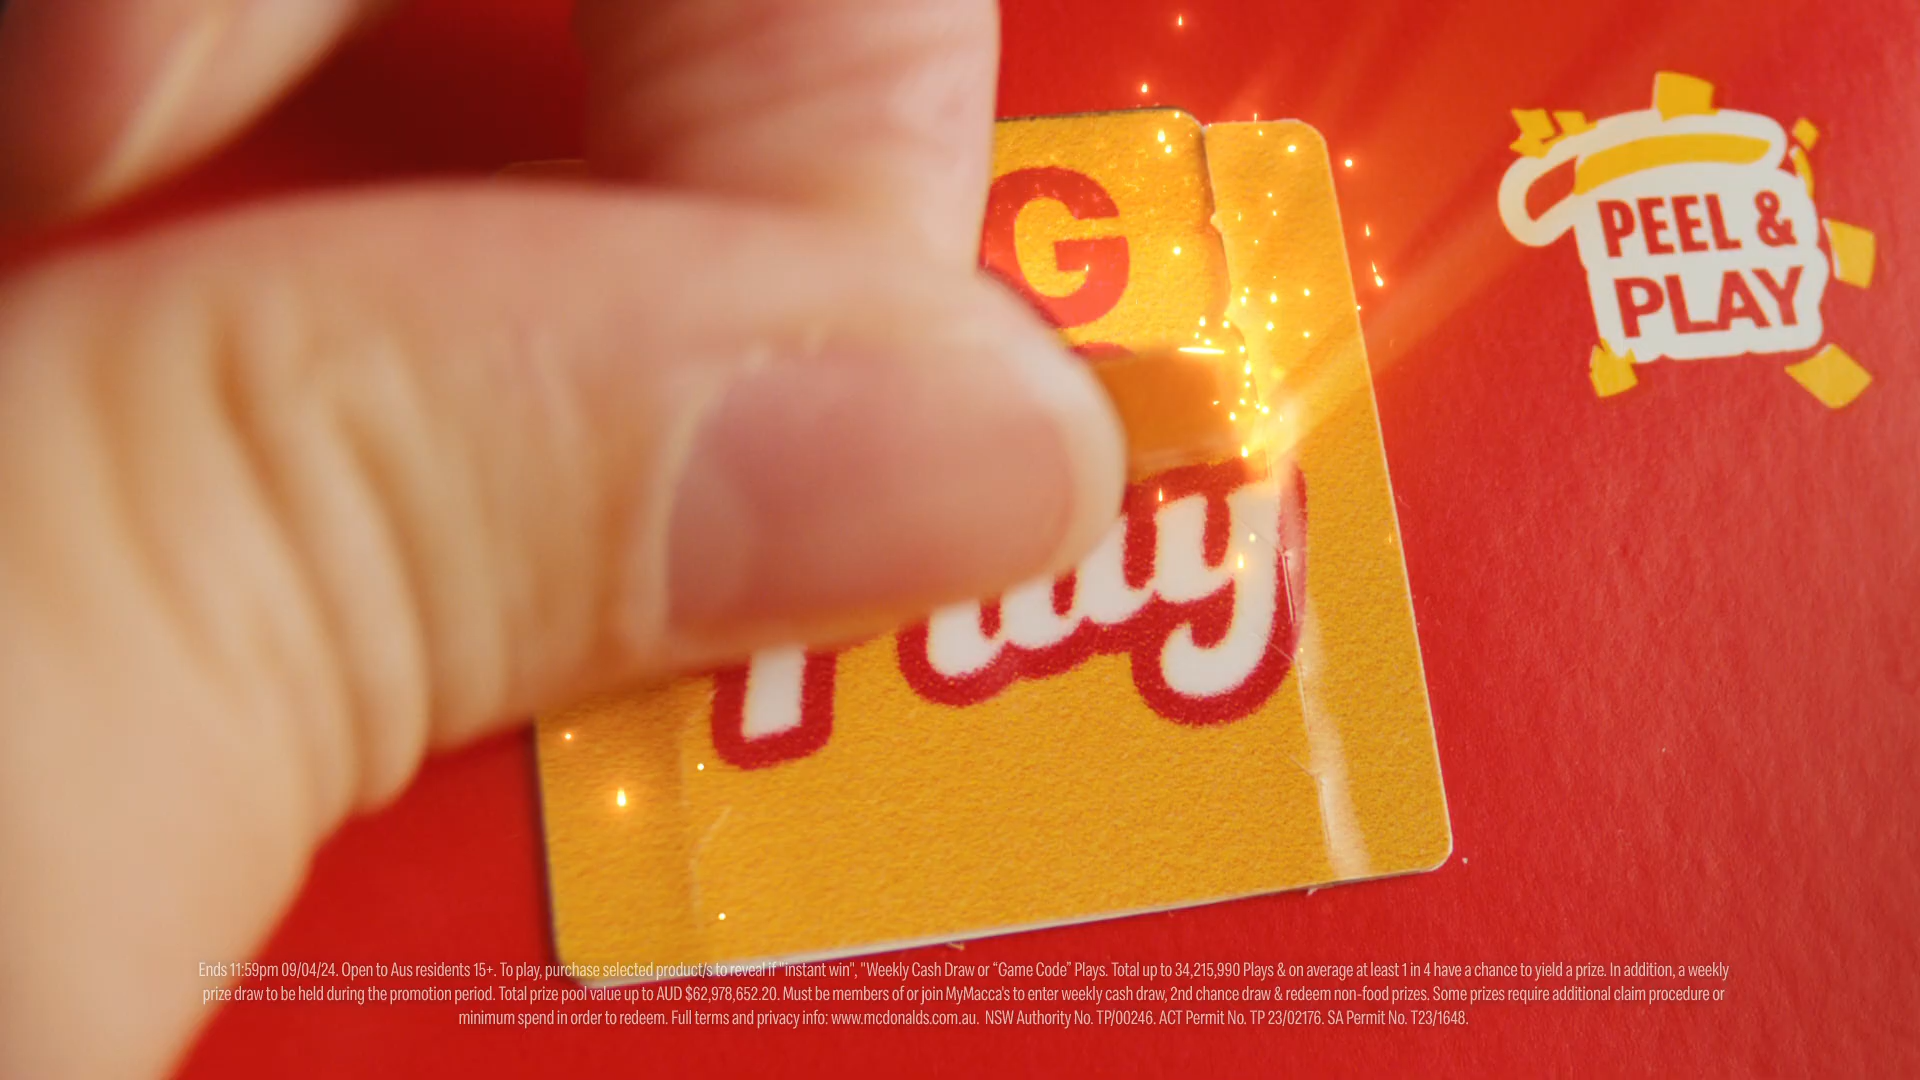 G
PEEL &
PLAY
Ends 11:59pm 09/04/24. Open to Aus residents 15+. To play, purchase selected product/s to reveal if "instant win", "Weekly Cash Draw or “Game Code” Plays. Total up to 34,215,990 Plays & on average at least 1 in 4 have a chance to yield a prize. In addition, a weekly
prize draw to be held during the promotion period. Total prize pool value up to AUD $62,978,652.20. Must be members of or join MyMacca's to enter weekly cash draw, 2nd chance draw & redeem non-food prizes. Some prizes require additional claim procedure or
minimum spend in order to redeem. Full terms and privacy info: www.mcdonalds.com.au. NSW Authority No. TP/00246. ACT Permit No. TP 23/02176. SA Permit No. T23/1648.